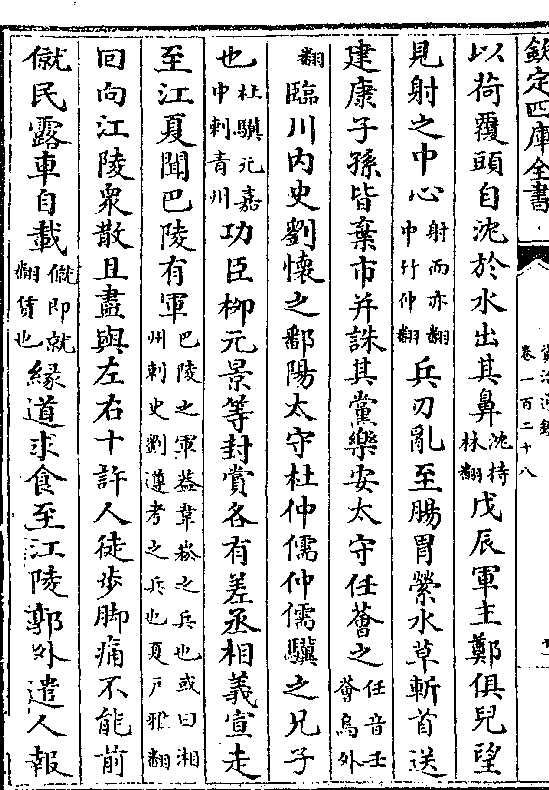 欽定四庫全書
資治通鑑
卷一百二十八
十一
以荷覆頭自沈於水出其鼻沈持林翻戊辰軍主鄭俱兒望
見射之中心射而亦翻中竹仲翻兵刃亂至腸胃縈水草斬首送
建康子孫皆棄市并誅其黨樂安太守任薈之任音壬薈烏外
翻臨川内史劉懷之鄱陽太守杜仲儒仲儒驥之兄子
也杜驥元嘉中刺青州功臣柳元景等封賞各有差丞相義宣走
至江夏聞巴陵有軍巴陵之軍蓋韋崧之兵也或曰湘州刺史劉遵考之兵也夏戸雅翻
回向江陵衆散且盡與左右十許人徒歩脚痛不能前
僦民露車自載僦即就翻賃也縁道求食至江陵郭外遣人報